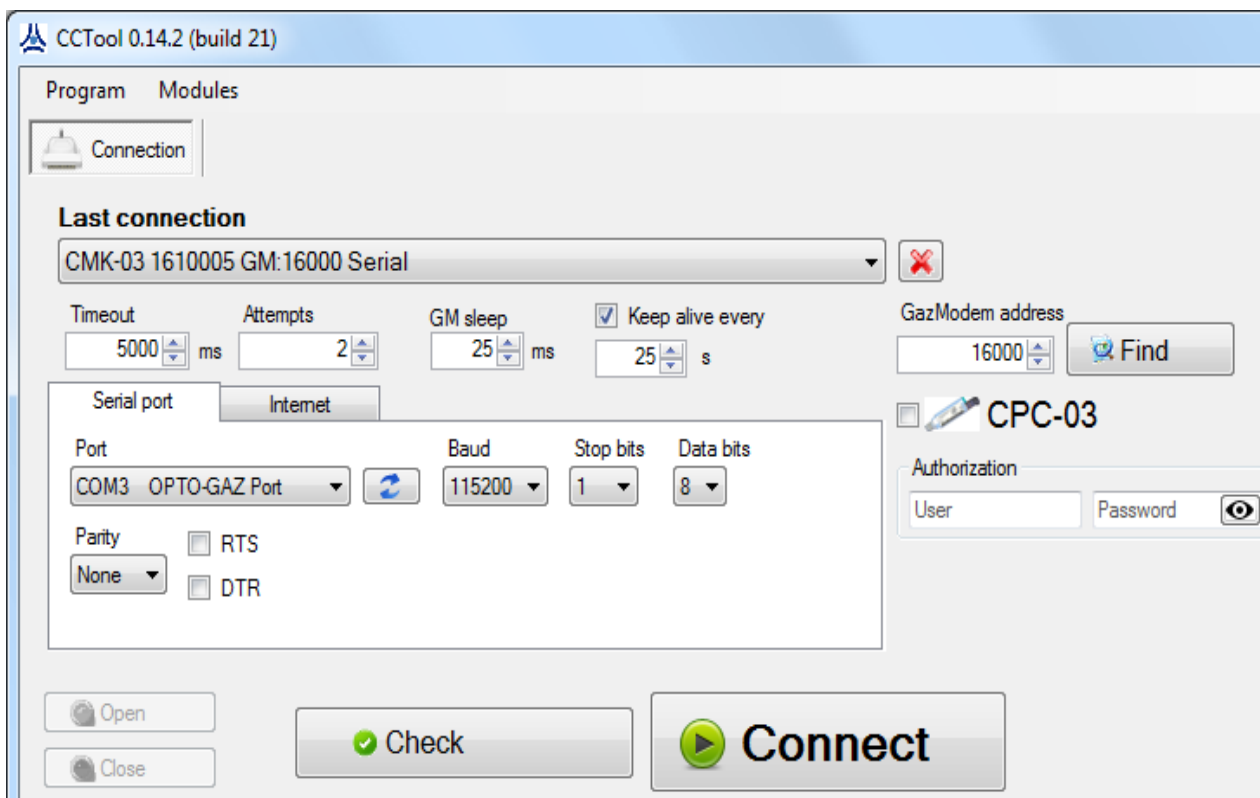 CCTool 0.14.2 (build 21)
Program Modules
Connection
Last connection
CMK-03 1610005 GM:16000 Serial
Timeout Attempts GM sleep Keep alive every GazModem address
5000 ms 2 25 ms 25 s 16000 Find
Serial port Internet
CPC-03
Port Baud Stop bits Data bits
COM3 OPTO-GAZ Port 115200 1 8
Authorization
User Password
Parity
None
RTS
DTR
Open
Close
Check
Connect